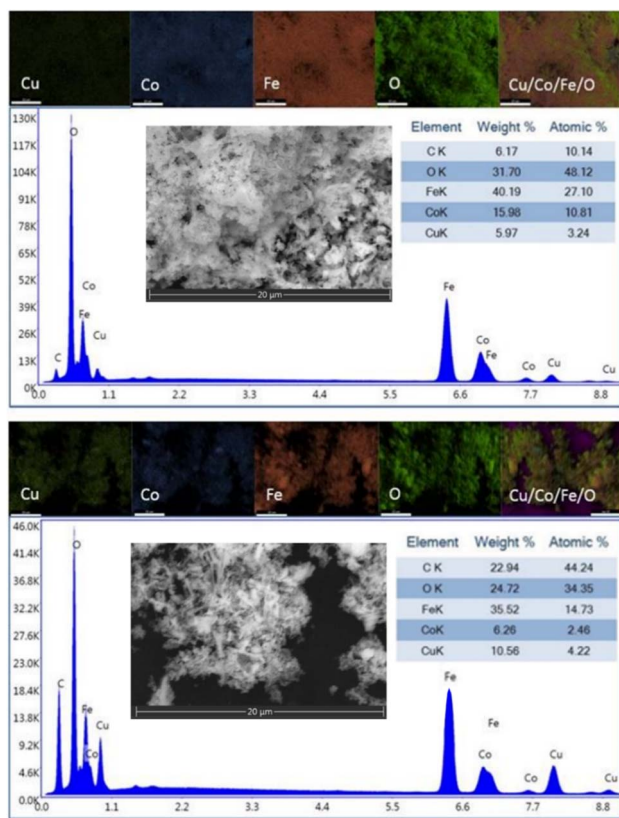 Cu Co Fe O Cu/Co/Fe/O
130K
117K
104K
91K
78K
65K
52K
39K
26K
13K
0K
O
Co
Fe
Cu
C
20 µm
Element Weight % Atomic %
C K 6.17 10.14
O K 31.70 48.12
FeK 40.19 27.10
CoK 15.98 10.81
CuK 5.97 3.24
Fe
Co
Fe
Co
Cu
Cu
0.0 1.1 2.2 3.3 4.4 5.5 6.6 7.7 8.8
Cu Co Fe O Cu/Co/Fe/O
46.0K
41.4K
36.8K
32.2K
27.6K
23.0K
18.4K
13.8K
9.2K
4.6K
0.0K
O
C
Fe
Cu
Co
20 µm
Element Weight % Atomic %
C K 22.94 44.24
O K 24.72 34.35
FeK 35.52 14.73
CoK 6.26 2.46
CuK 10.56 4.22
Fe
Fe
Co
Co
Cu
Cu
0.0 1.1 2.2 3.3 4.4 5.5 6.6 7.7 8.8